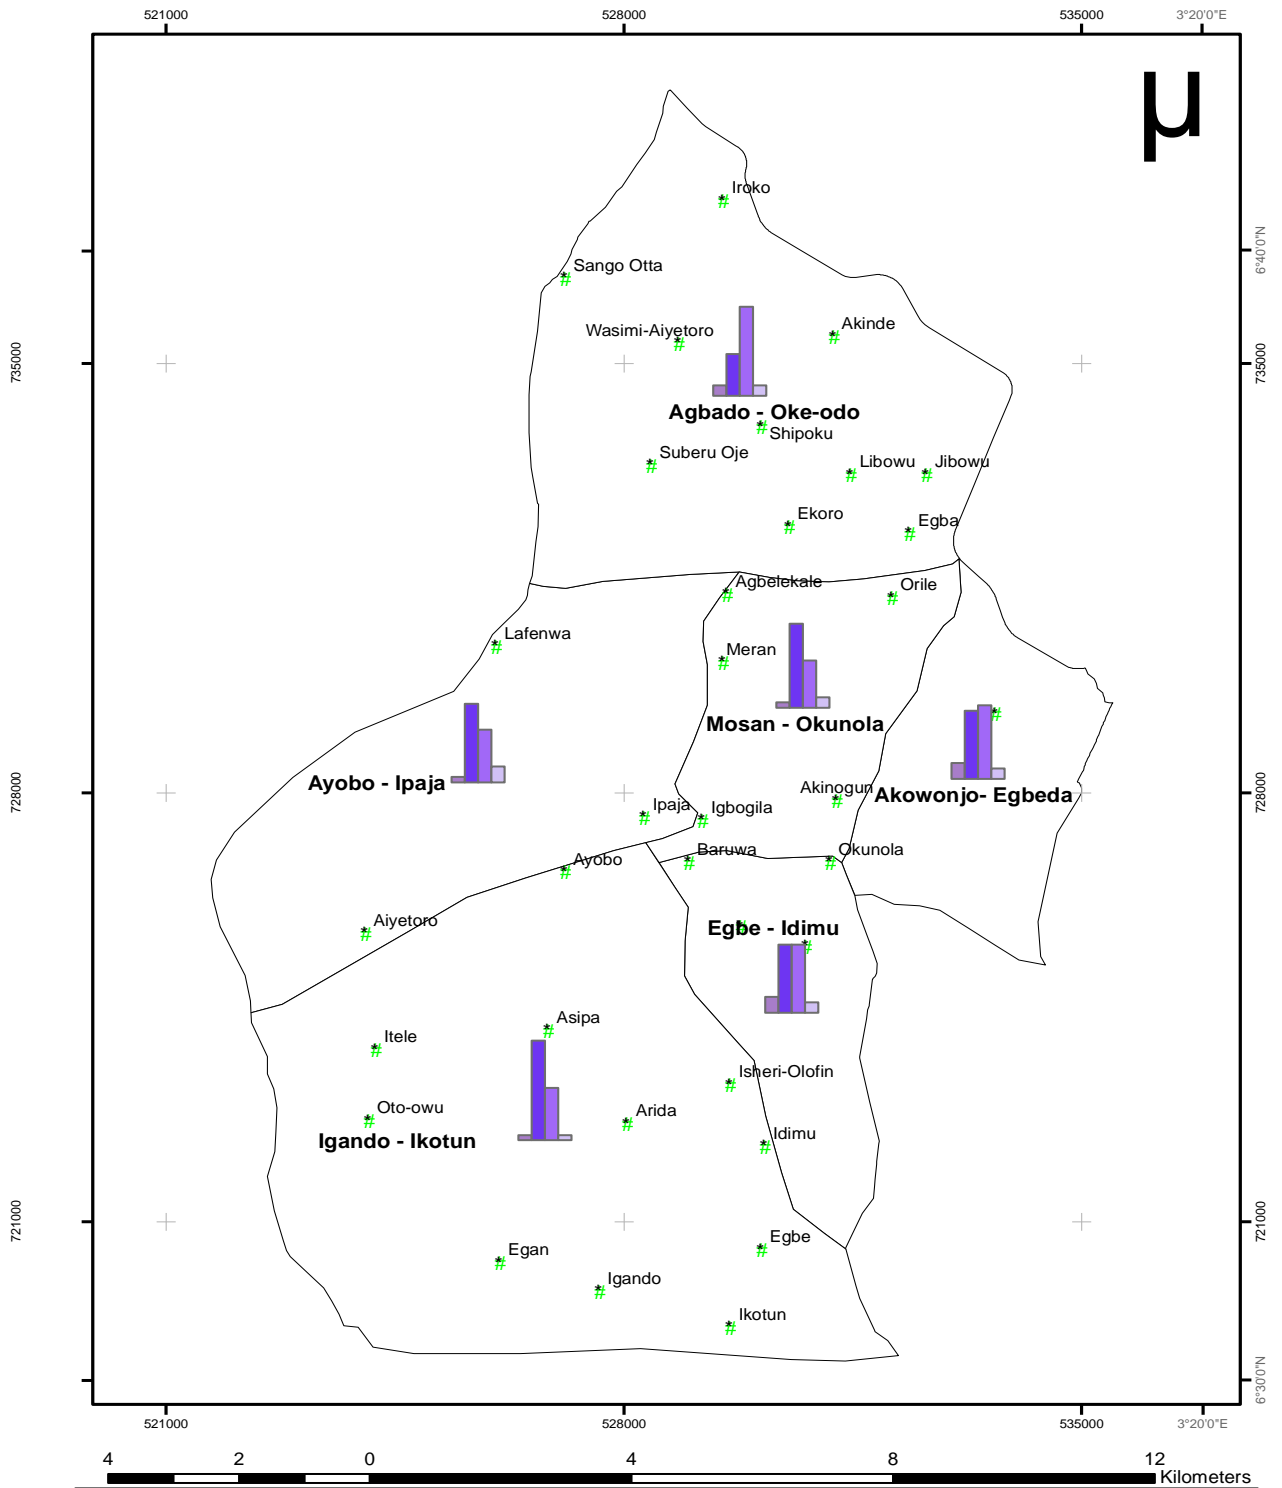 521000
528000
535000
3°20'0"E
µ
Iroko
6°40'0"N
Sango Otta
Akinde
Wasimi-Aiyetoro
735000
735000
Agbado - Oke-odo
Shipoku
Suberu Oje
Libowu
Jibowu
Ekoro
Egba
Agbelekale
Orile
Lafenwa
Meran
Mosan - Okunola
Ayobo - Ipaja
Akinogun
Akowonjo- Egbeda
728000
728000
Ipaja
Igbogila
Baruwa
Okunola
Ayobo
Aiyetoro
Egbe - Idimu
Asipa
Itele
Isheri-Olofin
Oto-owu
Arida
Idimu
Igando - Ikotun
721000
721000
Egbe
Egan
Igando
Ikotun
6°30'0"N
521000
528000
535000
3°20'0"E
4
2
0
4
8
12
Kilometers